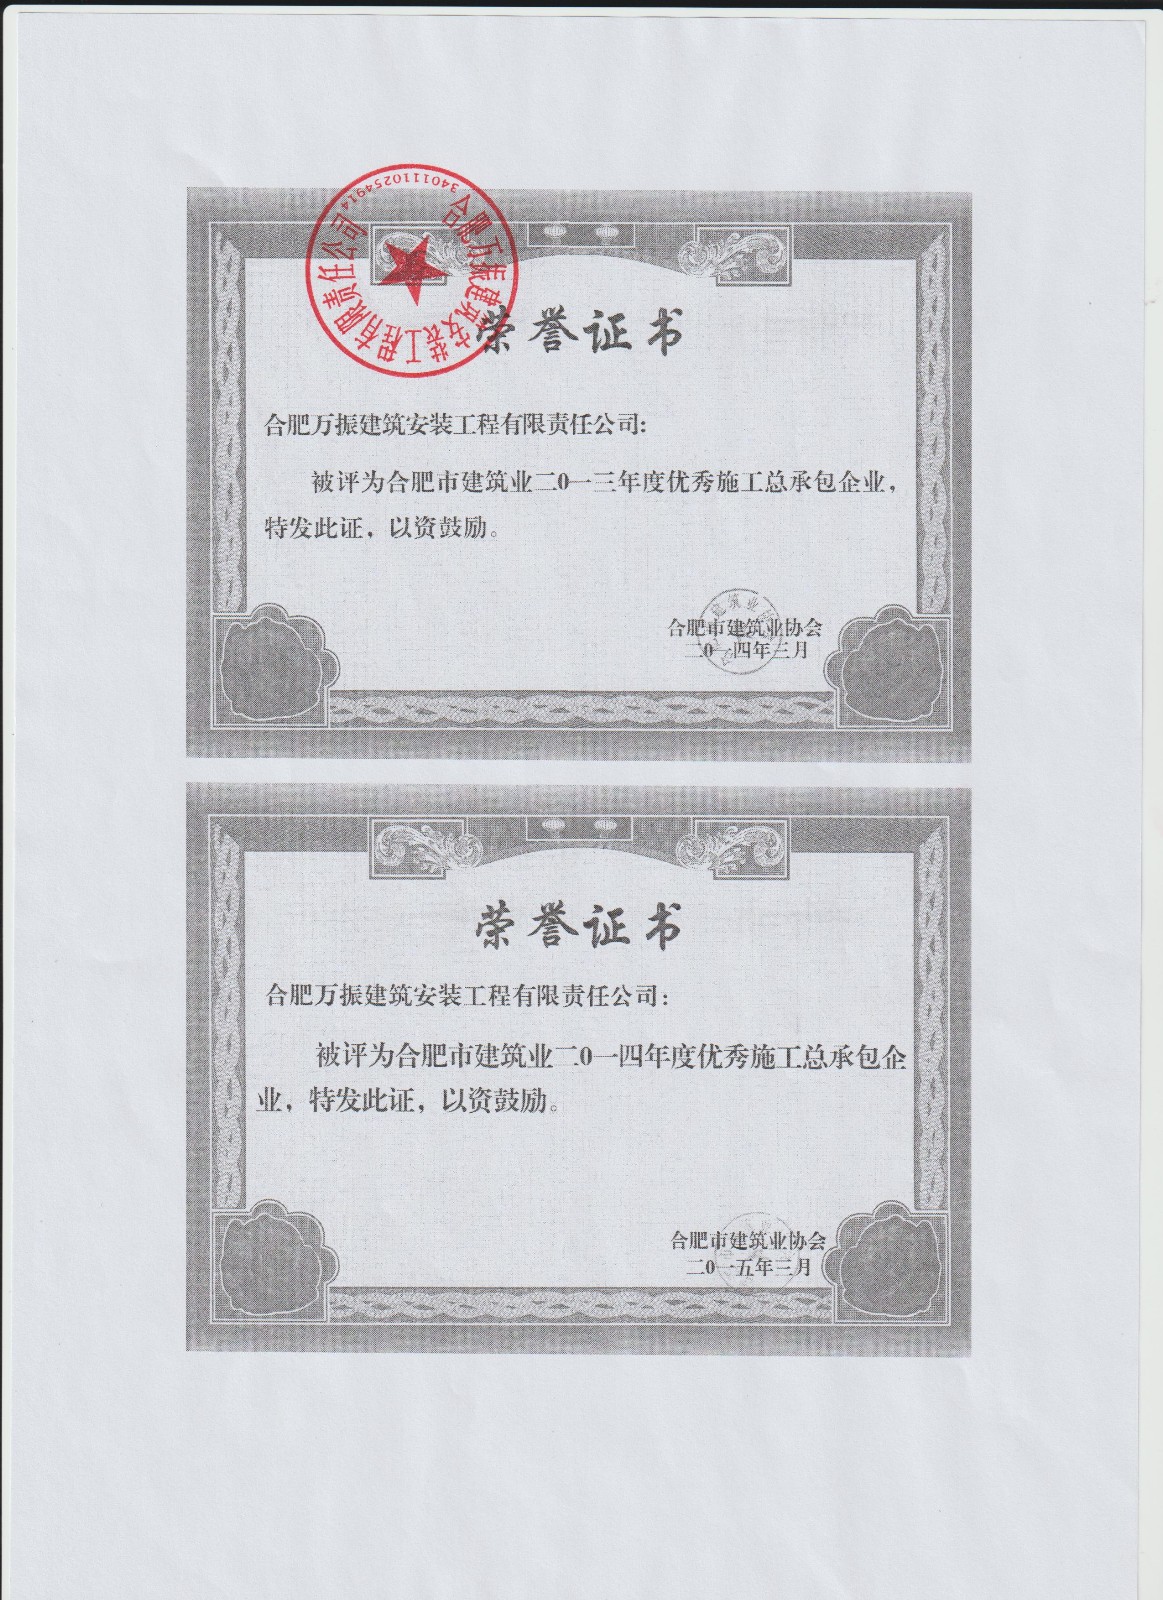 合肥万振建筑安装工程有限责任公司
3401110254914
荣誉证书
合肥万振建筑安装工程有限责任公司:
被评为合肥市建筑业二0一三年度优秀施工总承包企业,
特发此证，以资鼓励。
建筑业协
合肥市建筑业协会
二0一四年三月
荣誉证书
合肥万振建筑安装工程有限责任公司:
被评为合肥市建筑业二0一四年度优秀施工总承包企
业，特发此证，以资鼓励。
合肥市建筑业协会
二0一五年三月